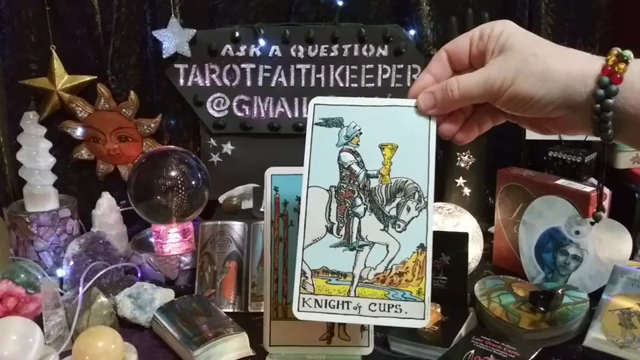 ASK A QUESTION
TAROTFAITHKEEPER
@GMAIL
KNIGHT of CUPS.